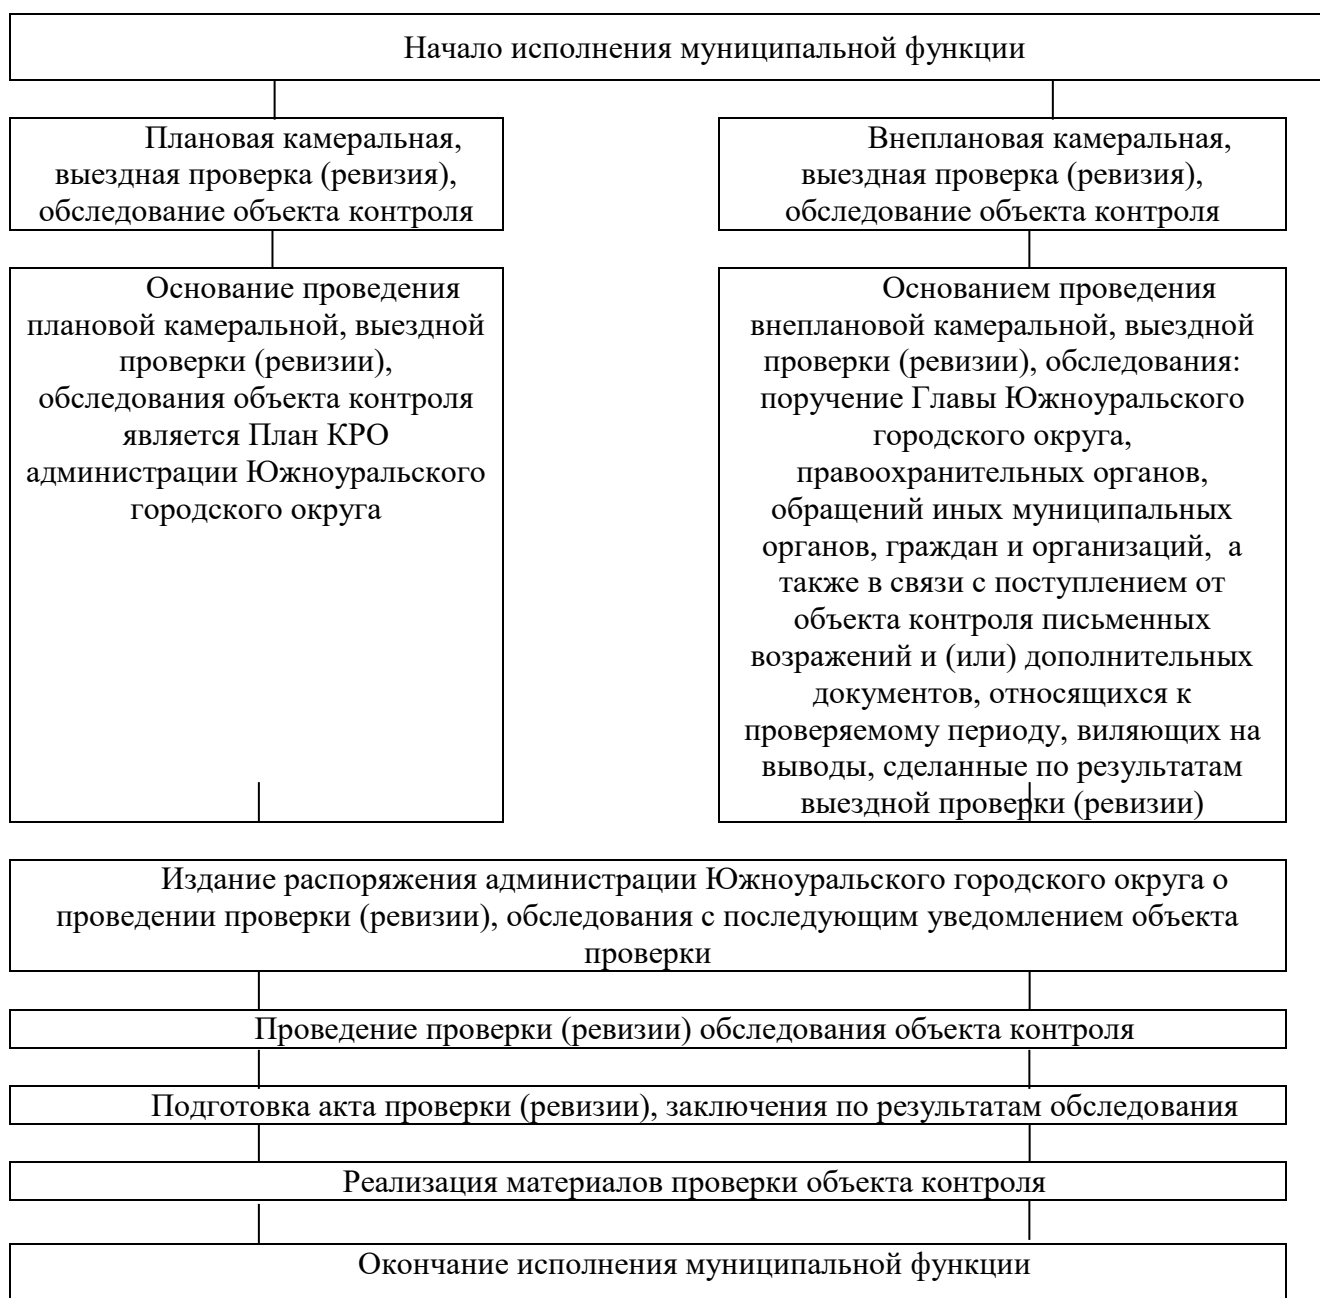 Начало исполнения муниципальной функции
Плановая камеральная,
выездная проверка (ревизия),
обследование объекта контроля
Внеплановая камеральная,
выездная проверка (ревизия),
обследование объекта контроля
Основание проведения
плановой камеральной, выездной
проверки (ревизии),
обследования объекта контроля
является План КРО
администрации Южноуральского
городского округа
Основанием проведения
внеплановой камеральной, выездной
проверки (ревизии), обследования:
поручение Главы Южноуральского
городского округа,
правоохранительных органов,
обращений иных муниципальных
органов, граждан и организаций,  а
также в связи с поступлением от
объекта контроля письменных
возражений и (или) дополнительных
документов, относящихся к
проверяемому периоду, виляющих на
выводы, сделанные по результатам
выездной проверки (ревизии)
Издание распоряжения администрации Южноуральского городского округа о
проведении проверки (ревизии), обследования с последующим уведомлением объекта
проверки
Проведение проверки (ревизии) обследования объекта контроля
Подготовка акта проверки (ревизии), заключения по результатам обследования
Реализация материалов проверки объекта контроля
Окончание исполнения муниципальной функции